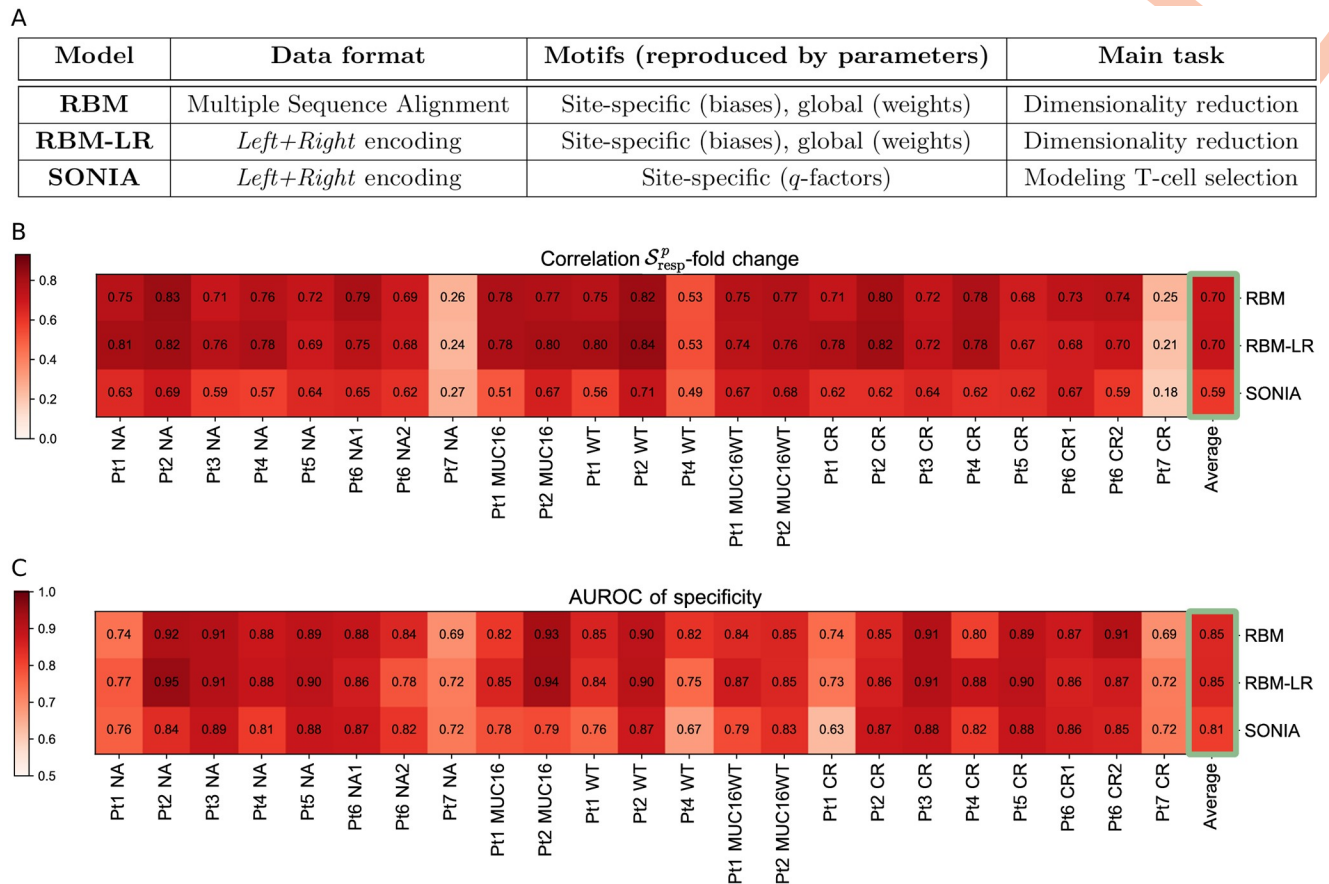 A
Model Data format Motifs (reproduced by parameters) Main task
RBM Multiple Sequence Alignment Site-specific (biases), global (weights) Dimensionality reduction
RBM-LR Left+Right encoding Site-specific (biases), global (weights) Dimensionality reduction
SONIA Left+Right encoding Site-specific (q-factors) Modeling T-cell selection
B
Correlation S^p_resp-fold change
0.8
0.6
0.4
0.2
0.0
0.75 0.83 0.71 0.76 0.72 0.79 0.69 0.26 0.78 0.77 0.75 0.82 0.53 0.75 0.77 0.71 0.80 0.72 0.78 0.68 0.73 0.74 0.25 0.70 RBM
0.81 0.82 0.76 0.78 0.69 0.75 0.68 0.24 0.78 0.80 0.80 0.84 0.53 0.74 0.76 0.78 0.82 0.72 0.78 0.67 0.68 0.70 0.21 0.70 RBM-LR
0.63 0.69 0.59 0.57 0.64 0.65 0.62 0.27 0.51 0.67 0.56 0.71 0.49 0.67 0.68 0.62 0.62 0.64 0.62 0.62 0.67 0.59 0.18 0.59 SONIA
Pt1 NA
Pt2 NA
Pt3 NA
Pt4 NA
Pt5 NA
Pt6 NA1
Pt6 NA2
Pt7 NA
Pt1 MUC16
Pt2 MUC16
Pt1 WT
Pt2 WT
Pt4 WT
Pt1 MUC16WT
Pt2 MUC16WT
Pt1 CR
Pt2 CR
Pt3 CR
Pt4 CR
Pt5 CR
Pt6 CR1
Pt6 CR2
Pt7 CR
Average
C
AUROC of specificity
1.0
0.9
0.8
0.7
0.6
0.5
0.74 0.92 0.91 0.88 0.89 0.88 0.84 0.69 0.82 0.93 0.85 0.90 0.82 0.84 0.85 0.74 0.85 0.91 0.80 0.89 0.87 0.91 0.69 0.85 RBM
0.77 0.95 0.91 0.88 0.90 0.86 0.78 0.72 0.85 0.94 0.84 0.90 0.75 0.87 0.85 0.73 0.86 0.91 0.88 0.90 0.86 0.87 0.72 0.85 RBM-LR
0.76 0.84 0.89 0.81 0.88 0.87 0.82 0.72 0.78 0.79 0.76 0.87 0.67 0.79 0.83 0.63 0.87 0.88 0.82 0.88 0.86 0.85 0.72 0.81 SONIA
Pt1 NA
Pt2 NA
Pt3 NA
Pt4 NA
Pt5 NA
Pt6 NA1
Pt6 NA2
Pt7 NA
Pt1 MUC16
Pt2 MUC16
Pt1 WT
Pt2 WT
Pt4 WT
Pt1 MUC16WT
Pt2 MUC16WT
Pt1 CR
Pt2 CR
Pt3 CR
Pt4 CR
Pt5 CR
Pt6 CR1
Pt6 CR2
Pt7 CR
Average